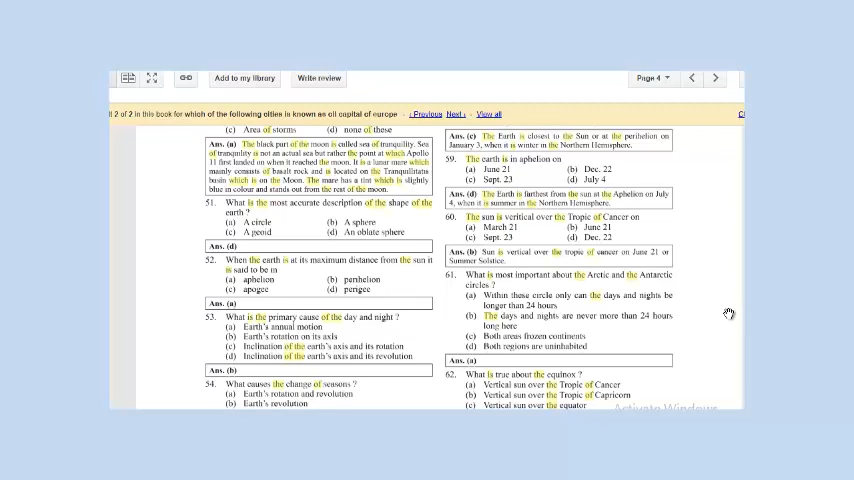 Add to my library
Write review
Page 4
2 of 2 in this book for which of the following cities is known as oil capital of europe - ‹ Previous Next › - View all
(c) Area of storms (d) none of these
Ans. (a) The black part of the moon is called sea of tranquility. Sea
of tranquility is not an actual sea but rather the point at which Apollo
11 first landed on when it reached the moon. It is a lunar mare which
mainly consists of basalt rock and is located on the Tranquillitats
basin which is on the Moon. The mare has a tint which is slightly
blue in colour and stands out from the rest of the moon.
51. What is the most accurate description of the shape of the
earth ?
(a) A circle (b) A sphere
(c) A geoid (d) An oblate sphere
Ans. (d)
52. When the earth is at its maximum distance from the sun it
is said to be in
(a) aphelion (b) perihelion
(c) apogee (d) perigee
Ans. (a)
53. What is the primary cause of the day and night ?
(a) Earth's annual motion
(b) Earth's rotation on its axis
(c) Inclination of the earth's axis and its rotation
(d) Inclination of the earth's axis and its revolution
Ans. (b)
54. What causes the change of seasons ?
(a) Earth's rotation and revolution
(b) Earth's revolution
Ans. (c) The Earth is closest to the Sun or at the perihelion on
January 3, when it is winter in the Northern Hemisphere.
59. The earth is in aphelion on
(a) June 21 (b) Dec. 22
(c) Sept. 23 (d) July 4
Ans. (d) The Earth is furthest from the sun at the Aphelion on July
4, when it is summer in the Northern Hemisphere.
60. The sun is veritical over the Tropic of Cancer on
(a) March 21 (b) June 21
(c) Sept. 23 (d) Dec. 22
Ans. (b) Sun is vertical over the tropic of cancer on June 21 or
Summer Solstice.
61. What is most important about the Arctic and the Antarctic
circles ?
(a) Within these circle only can the days and nights be
longer than 24 hours
(b) The days and nights are never more than 24 hours
long here
(c) Both areas frozen continents
(d) Both regions are uninhabited
Ans. (a)
62. What is true about the equinox ?
(a) Vertical sun over the Tropic of Cancer
(b) Vertical sun over the Tropic of Capricorn
(c) Vertical sun over the equator
Activate Windows